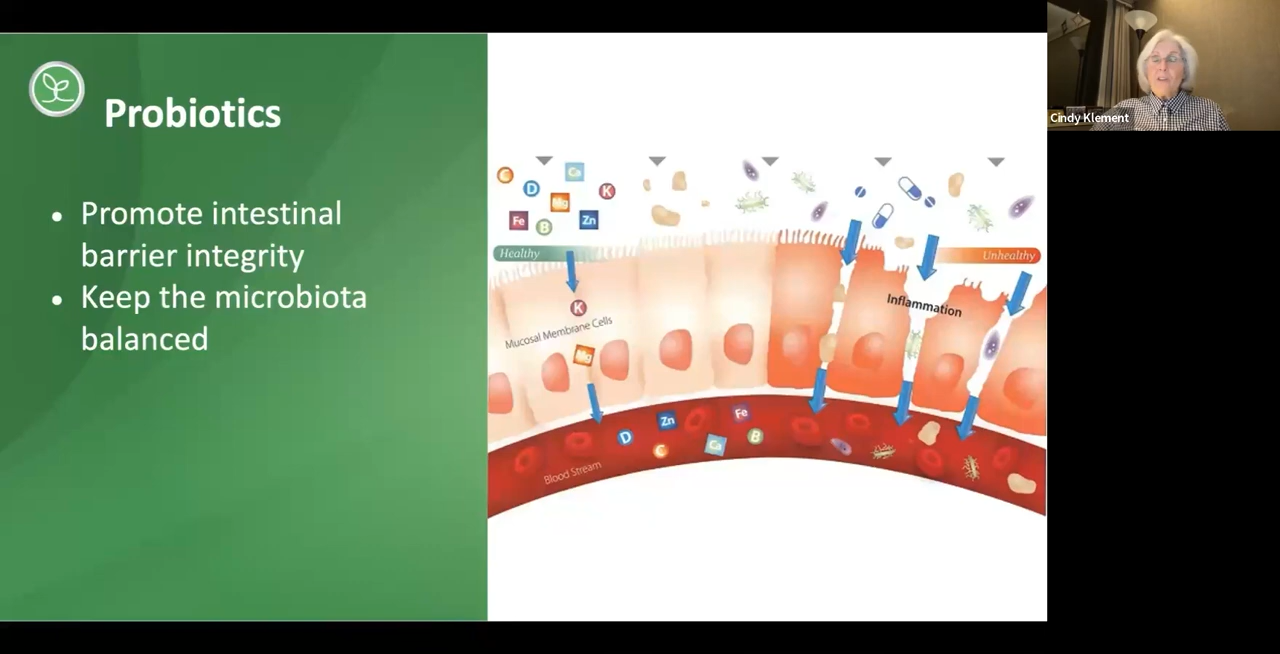 Probiotics
• Promote intestinal
barrier integrity
• Keep the microbiota
balanced
C
D
Ca
Mg
K
Fe
B
Zn
Healthy
Unhealthy
K
Inflammation
Mucosal Membrane Cells
Mg
Zn
Fe
D
C
Ca
B
Blood Stream
Cindy Klement